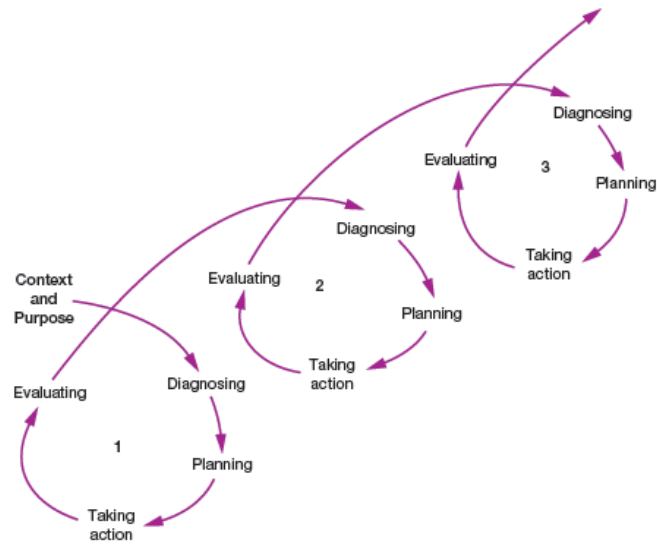 Diagnosing
Evaluating
3
Planning
Taking
action
Diagnosing
Evaluating
2
Planning
Taking
action
Context
and
Purpose
Diagnosing
Evaluating
1
Planning
Taking
action